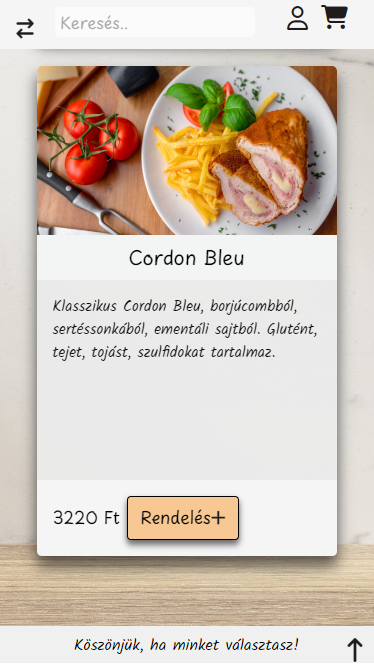 Keresés..
Cordon Bleu
Klasszikus Cordon Bleu, borjúcombból,
sertéssonkából, ementáli sajtból. Glutént,
tejet, tojást, szulfidokat tartalmaz.
3220 Ft Rendelés+
Köszönjük, ha minket választasz!